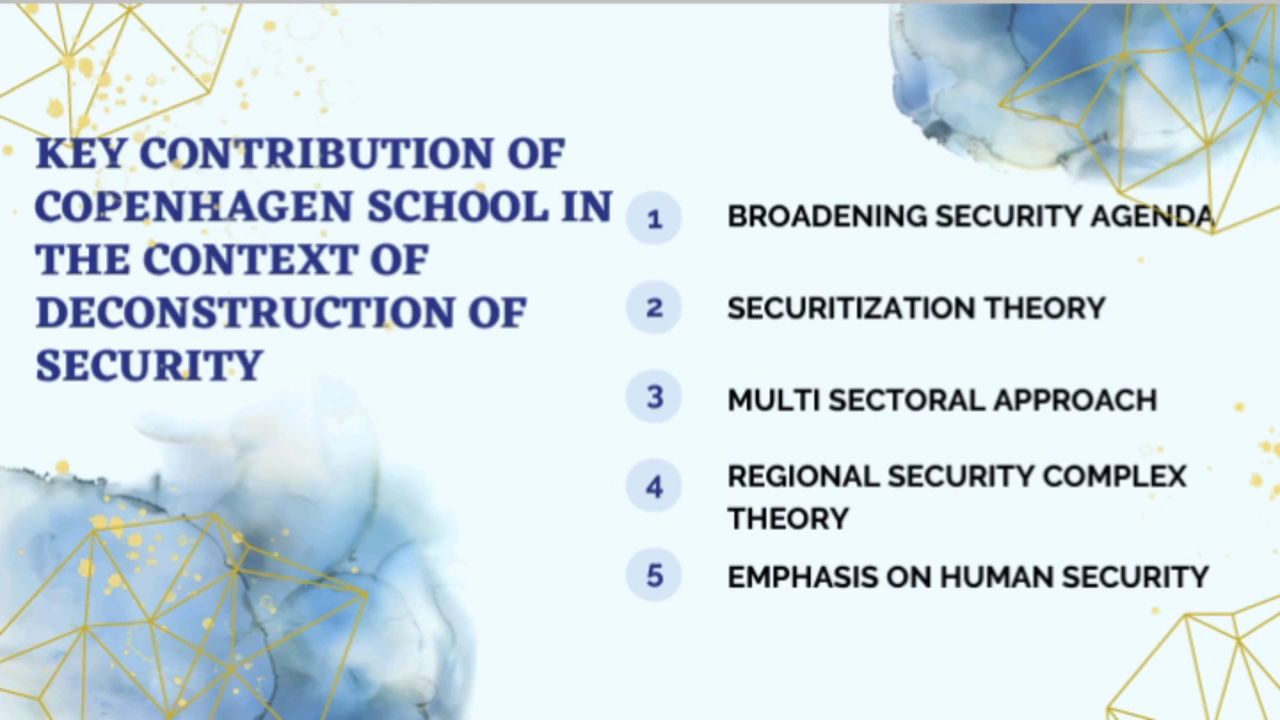 KEY CONTRIBUTION OF
COPENHAGEN SCHOOL IN
THE CONTEXT OF
DECONSTRUCTION OF
SECURITY
1 BROADENING SECURITY AGENDA
2 SECURITIZATION THEORY
3 MULTI SECTORAL APPROACH
4 REGIONAL SECURITY COMPLEX
THEORY
5 EMPHASIS ON HUMAN SECURITY